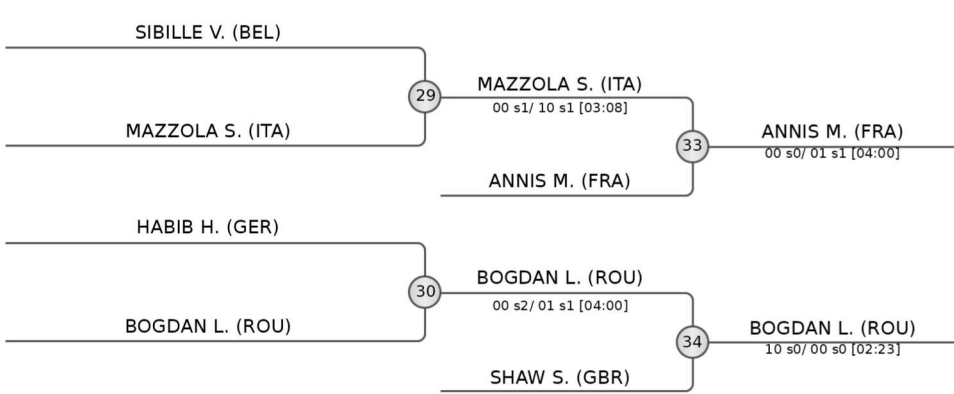 SIBILLE V. (BEL)
29
MAZZOLA S. (ITA)
MAZZOLA S. (ITA)
00 s1/ 10 s1 [03:08]
33
ANNIS M. (FRA)
ANNIS M. (FRA)
00 s0/ 01 s1 [04:00]
HABIB H. (GER)
30
BOGDAN L. (ROU)
BOGDAN L. (ROU)
00 s2/ 01 s1 [04:00]
34
SHAW S. (GBR)
BOGDAN L. (ROU)
10 s0/ 00 s0 [02:23]